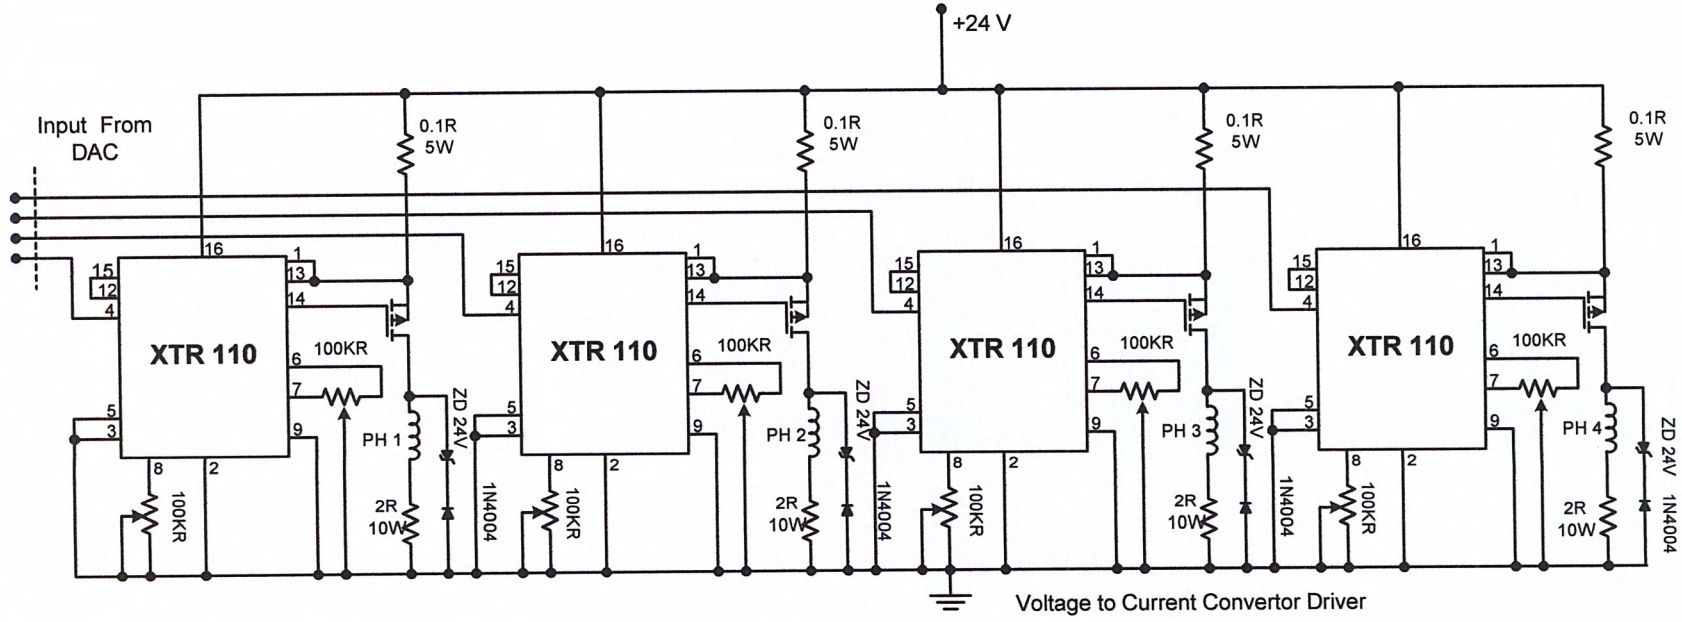 +24 V
Input From
DAC
0.1R
5W
0.1R
5W
0.1R
5W
0.1R
5W
16
1
15
13
12
14
4
XTR 110
100KR
6
7
5
3
9
8
2
PH 1
ZD 24V
100KR
2R
10W
1N4004
16
1
15
13
12
14
4
XTR 110
100KR
6
7
5
3
9
8
2
PH 2
ZD 24V
100KR
2R
10W
1N4004
16
1
15
13
12
14
4
XTR 110
100KR
6
7
5
3
9
8
2
PH 3
ZD 24V
100KR
2R
10W
1N4004
16
1
15
13
12
14
4
XTR 110
100KR
6
7
5
3
9
8
2
PH 4
ZD 24V
100KR
2R
10W
1N4004
Voltage to Current Convertor Driver